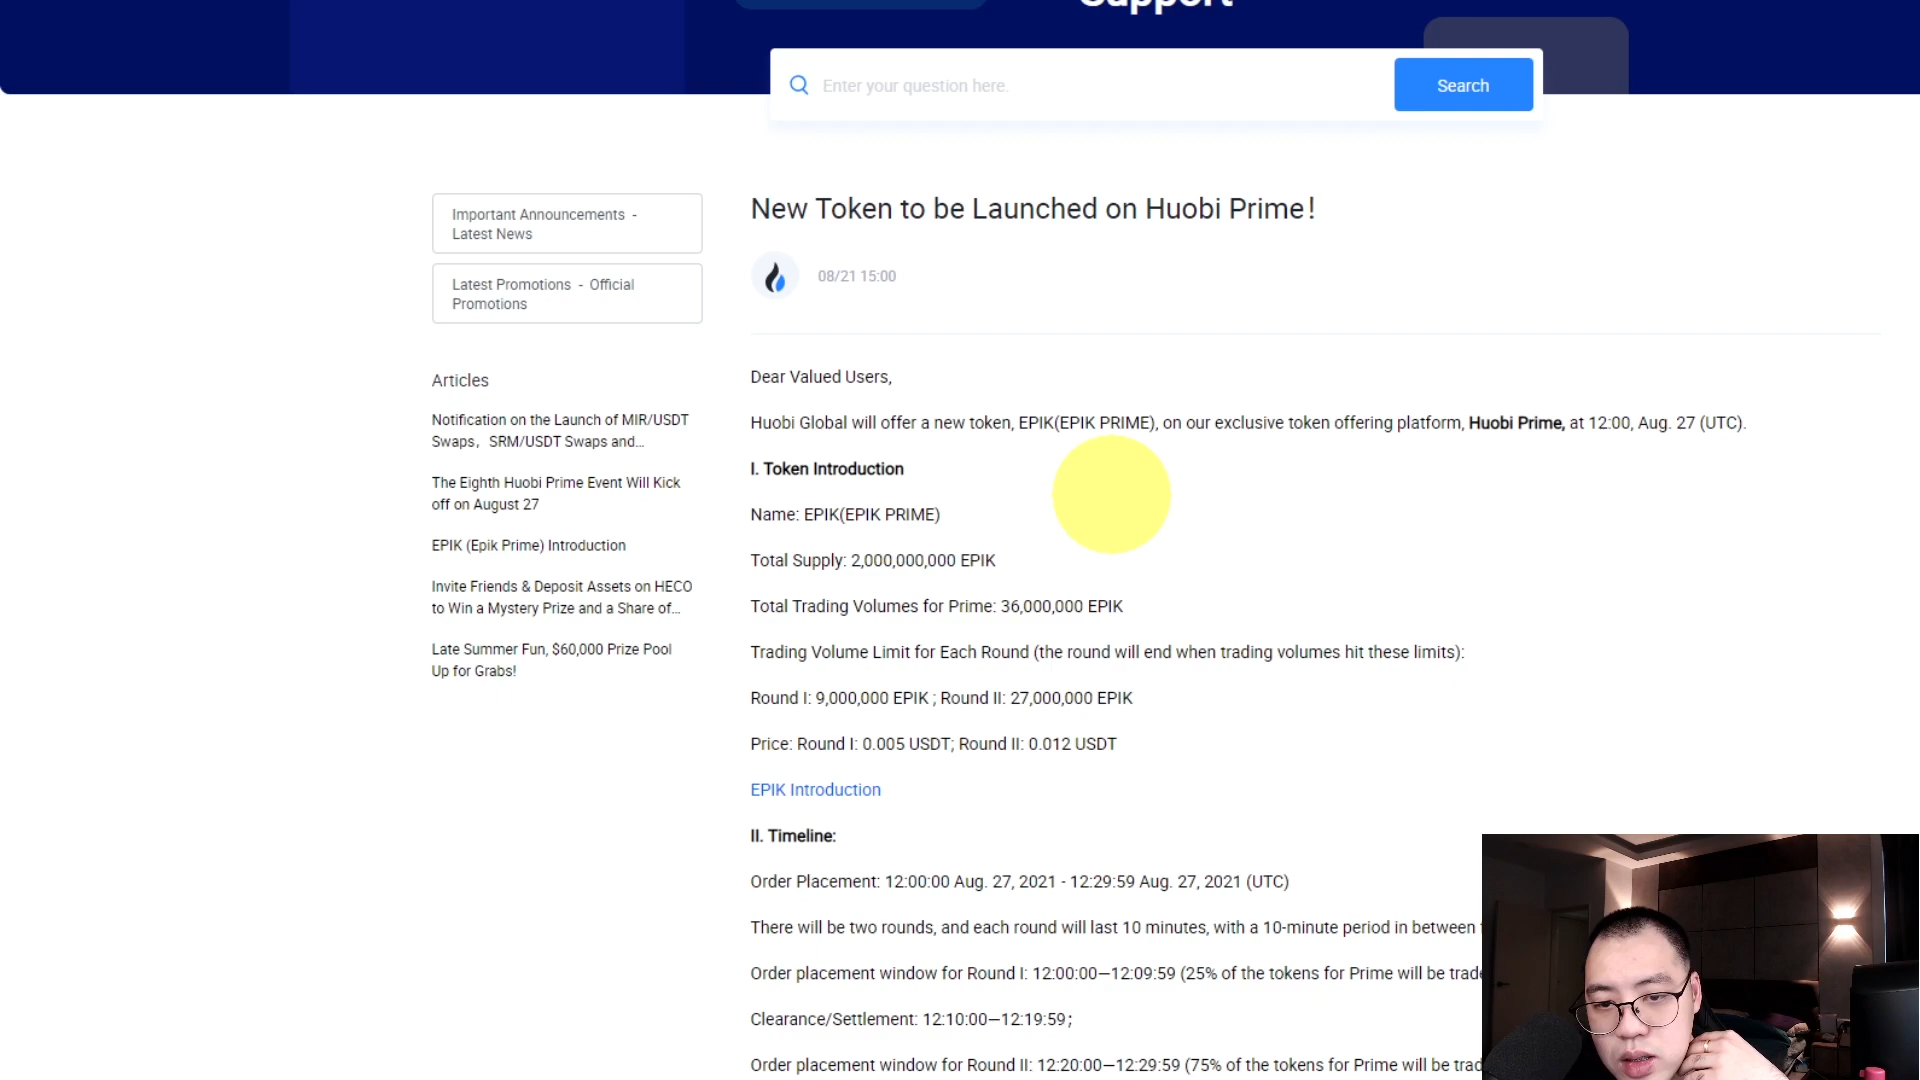 Support
Enter your question here.
Search
Important Announcements -
Latest News
Latest Promotions - Official
Promotions
Articles
Notification on the Launch of MIR/USDT
Swaps，SRM/USDT Swaps and...
The Eighth Huobi Prime Event Will Kick
off on August 27
EPIK (Epik Prime) Introduction
Invite Friends & Deposit Assets on HECO
to Win a Mystery Prize and a Share of...
Late Summer Fun, $60,000 Prize Pool
Up for Grabs!
New Token to be Launched on Huobi Prime！
08/21 15:00
Dear Valued Users,
Huobi Global will offer a new token, EPIK(EPIK PRIME), on our exclusive token offering platform, Huobi Prime, at 12:00, Aug. 27 (UTC).
I. Token Introduction
Name: EPIK(EPIK PRIME)
Total Supply: 2,000,000,000 EPIK
Total Trading Volumes for Prime: 36,000,000 EPIK
Trading Volume Limit for Each Round (the round will end when trading volumes hit these limits):
Round I: 9,000,000 EPIK ; Round II: 27,000,000 EPIK
Price: Round I: 0.005 USDT; Round II: 0.012 USDT
EPIK Introduction
II. Timeline:
Order Placement: 12:00:00 Aug. 27, 2021 - 12:29:59 Aug. 27, 2021 (UTC)
There will be two rounds, and each round will last 10 minutes, with a 10-minute period in between
Order placement window for Round I: 12:00:00—12:09:59 (25% of the tokens for Prime will be trade
Clearance/Settlement: 12:10:00—12:19:59；
Order placement window for Round II: 12:20:00—12:29:59 (75% of the tokens for Prime will be trad